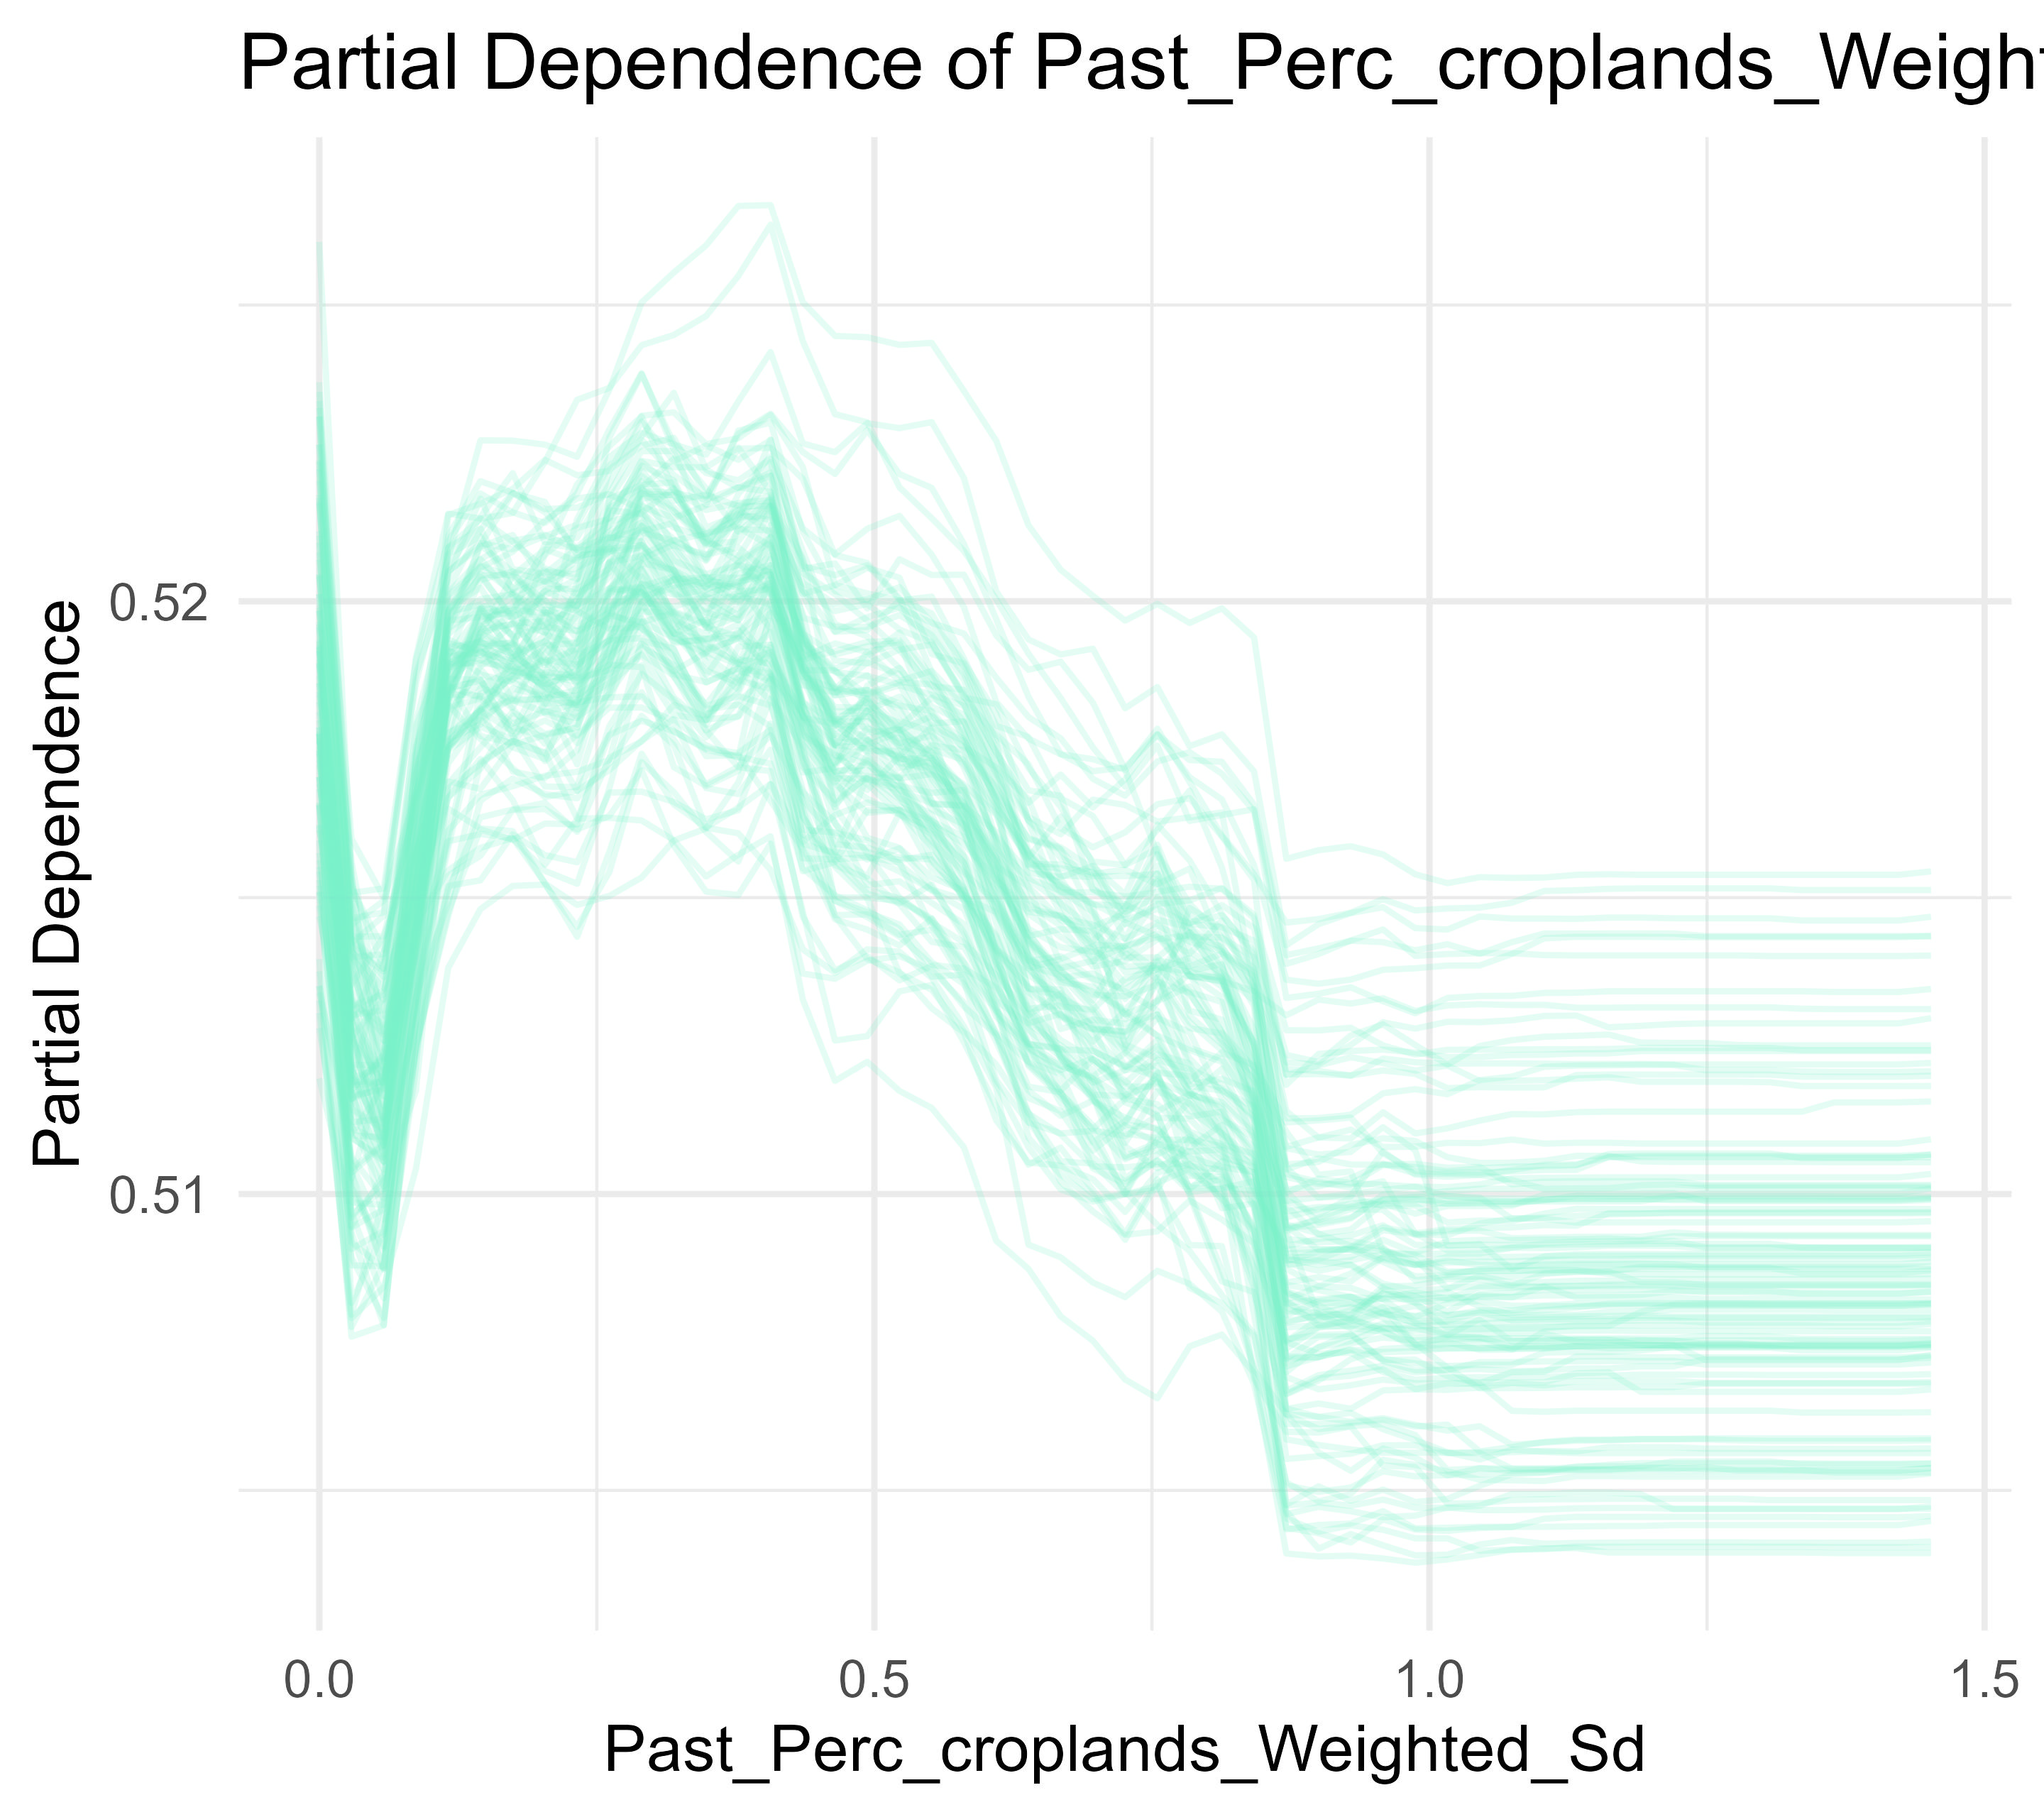 Partial Dependence of Past_Perc_croplands_Weigh
Partial Dependence
0.52
0.51
0.0 0.5 1.0 1.5
Past_Perc_croplands_Weighted_Sd